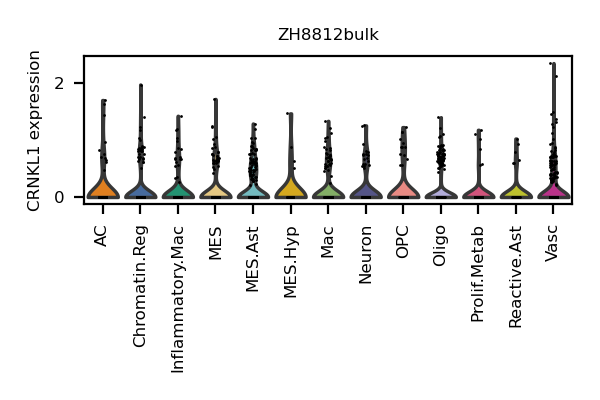 ZH8812bulk
CRNKL1 expression
2
0
AC
Chromatin.Reg
Inflammatory.Mac
MES
MES.Ast
MES.Hyp
Mac
Neuron
OPC
Oligo
Prolif.Metab
Reactive.Ast
Vasc